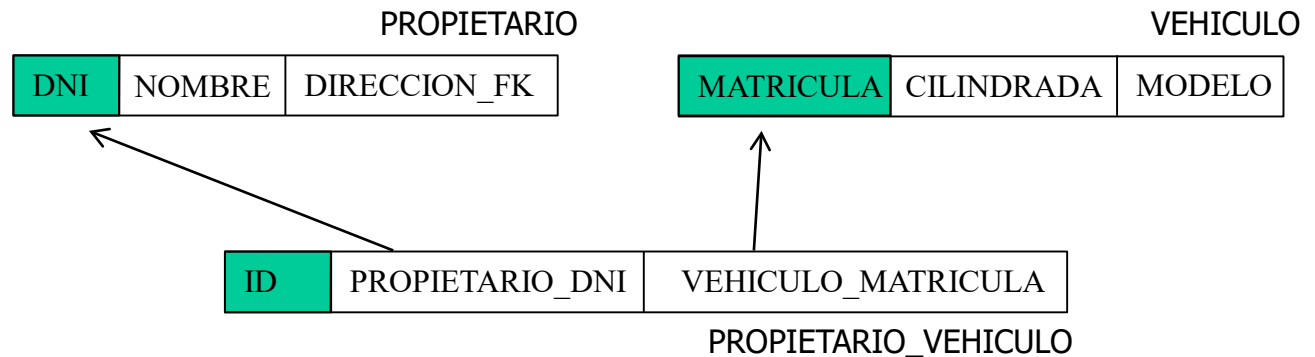 PROPIETARIO
VEHICULO
DNI NOMBRE DIRECCION_FK
MATRICULA CILINDRADA MODELO
ID PROPIETARIO_DNI VEHICULO_MATRICULA
PROPIETARIO_VEHICULO